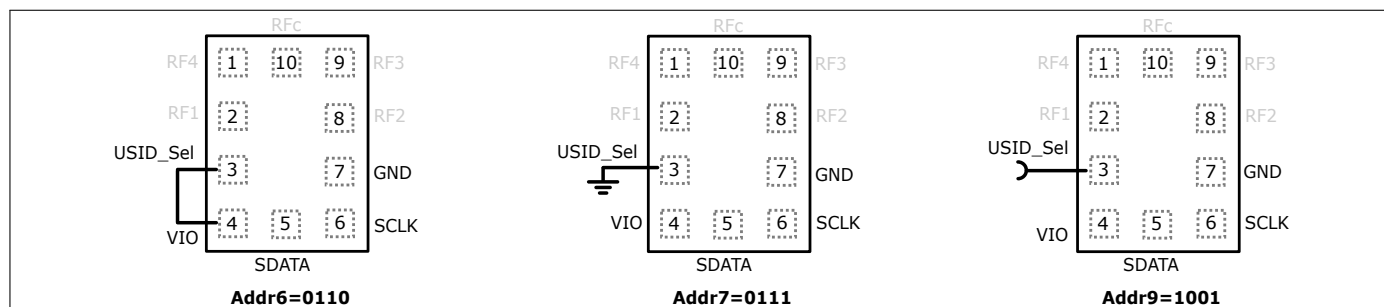 RFc RFc RFc
RF4 1 10 9 RF3 RF4 1 10 9 RF3 RF4 1 10 9 RF3
RF1 2 8 RF2 RF1 2 8 RF2 RF1 2 8 RF2
USID_Sel USID_Sel USID_Sel
3 7 GND 3 7 GND 3 7 GND
VIO 4 5 6 SCLK VIO 4 5 6 SCLK VIO 4 5 6 SCLK
SDATA SDATA SDATA
Addr6=0110 Addr7=0111 Addr9=1001